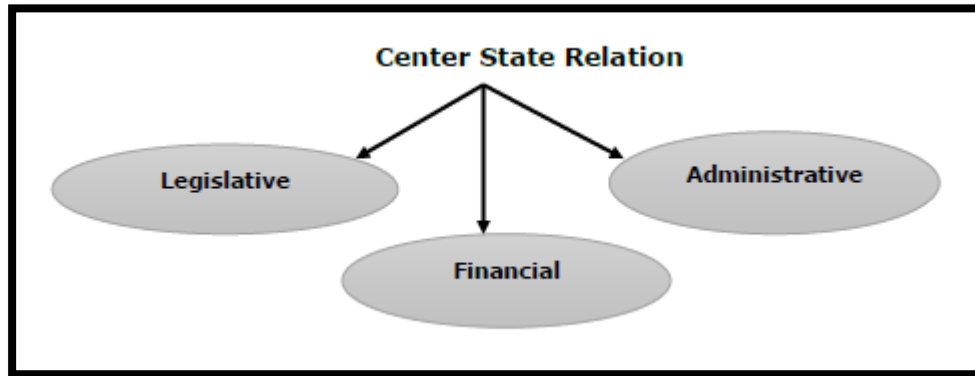 Center State Relation
Legislative
Administrative
Financial